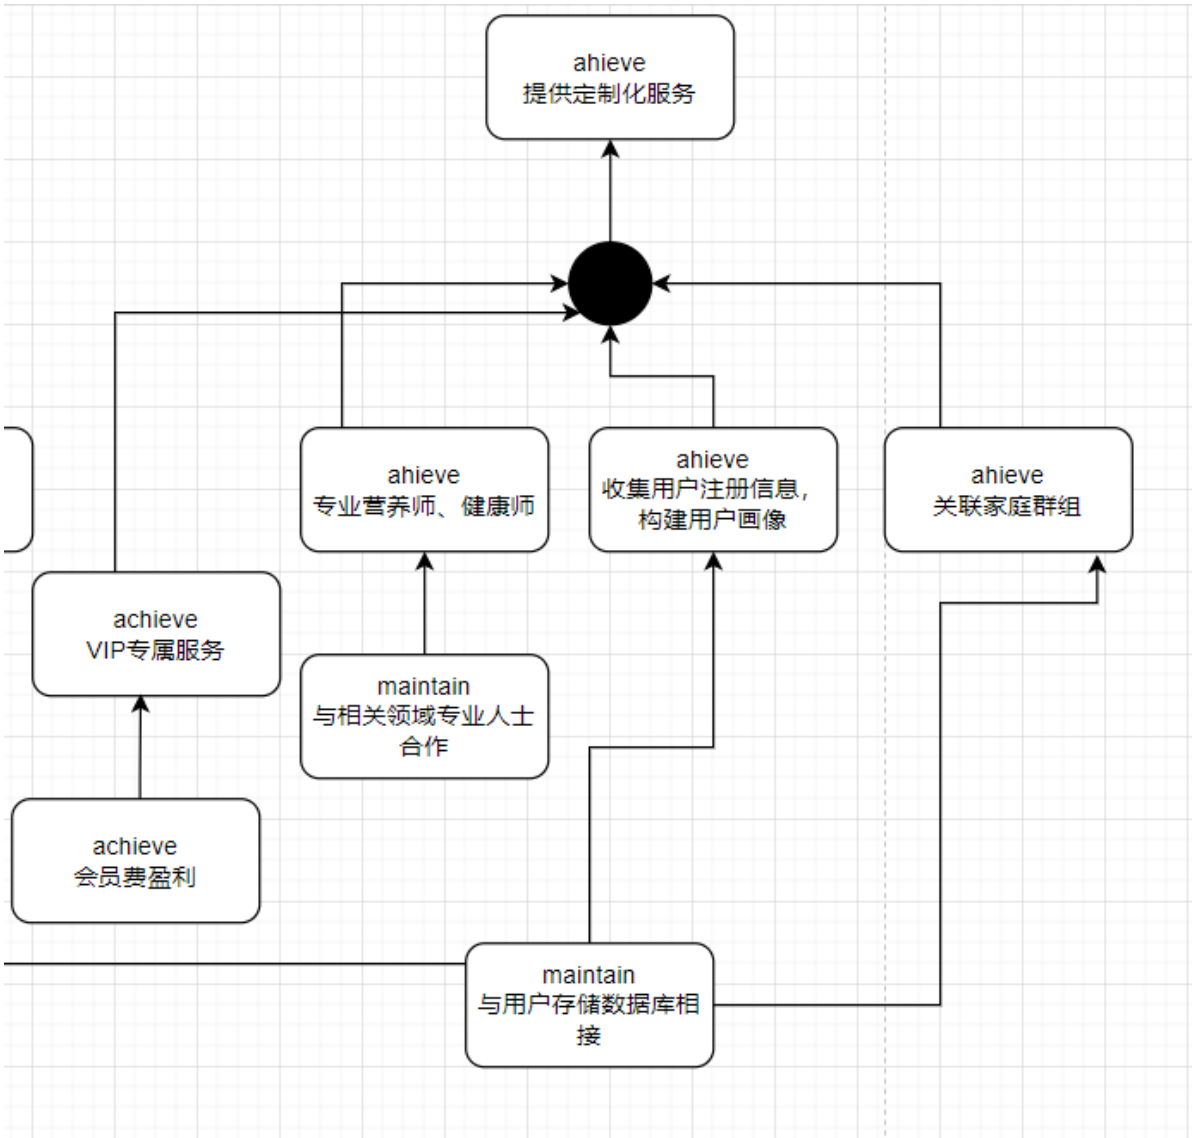 ahieve
提供定制化服务
ahieve
专业营养师、健康师
ahieve
收集用户注册信息，
构建用户画像
ahieve
关联家庭群组
achieve
VIP专属服务
maintain
与相关领域专业人士
合作
achieve
会员费盈利
maintain
与用户存储数据库相
接